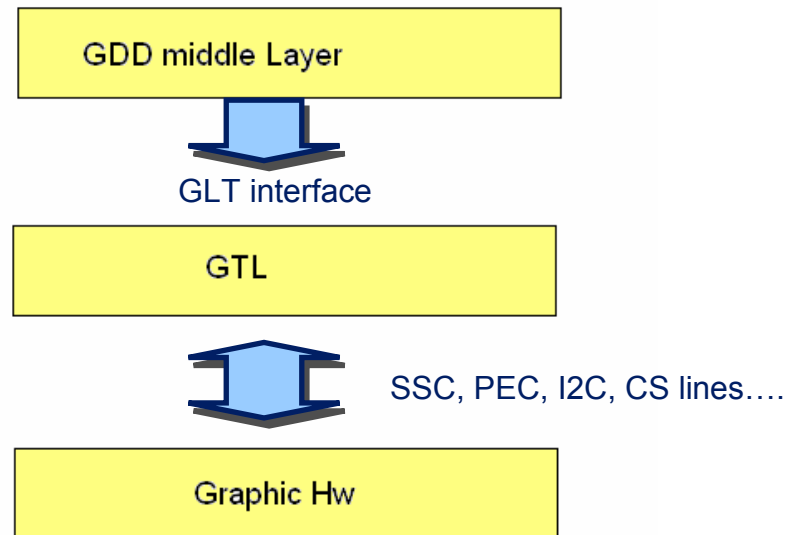 GDD middle Layer
GLT interface
GTL
SSC, PEC, I2C, CS lines....
Graphic Hw